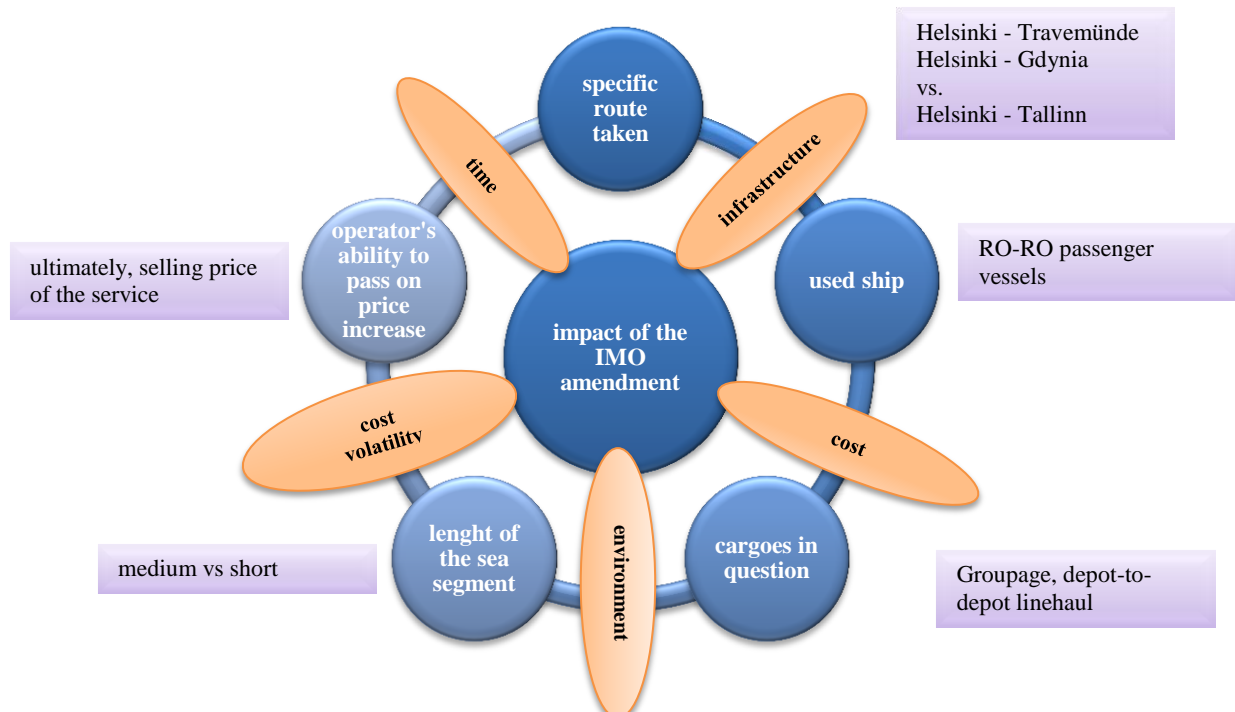 Helsinki - Travemünde
Helsinki - Gdynia
vs.
Helsinki - Tallinn
specific
route
taken
time
infrastructure
operator's
ability to
pass on
price
increase
ultimately, selling price
of the service
used ship
RO-RO passenger
vessels
impact of the
IMO
amendment
cost
volatility
cost
environment
lenght of
the sea
segment
medium vs short
cargoes in
question
Groupage, depot-to-
depot linehaul